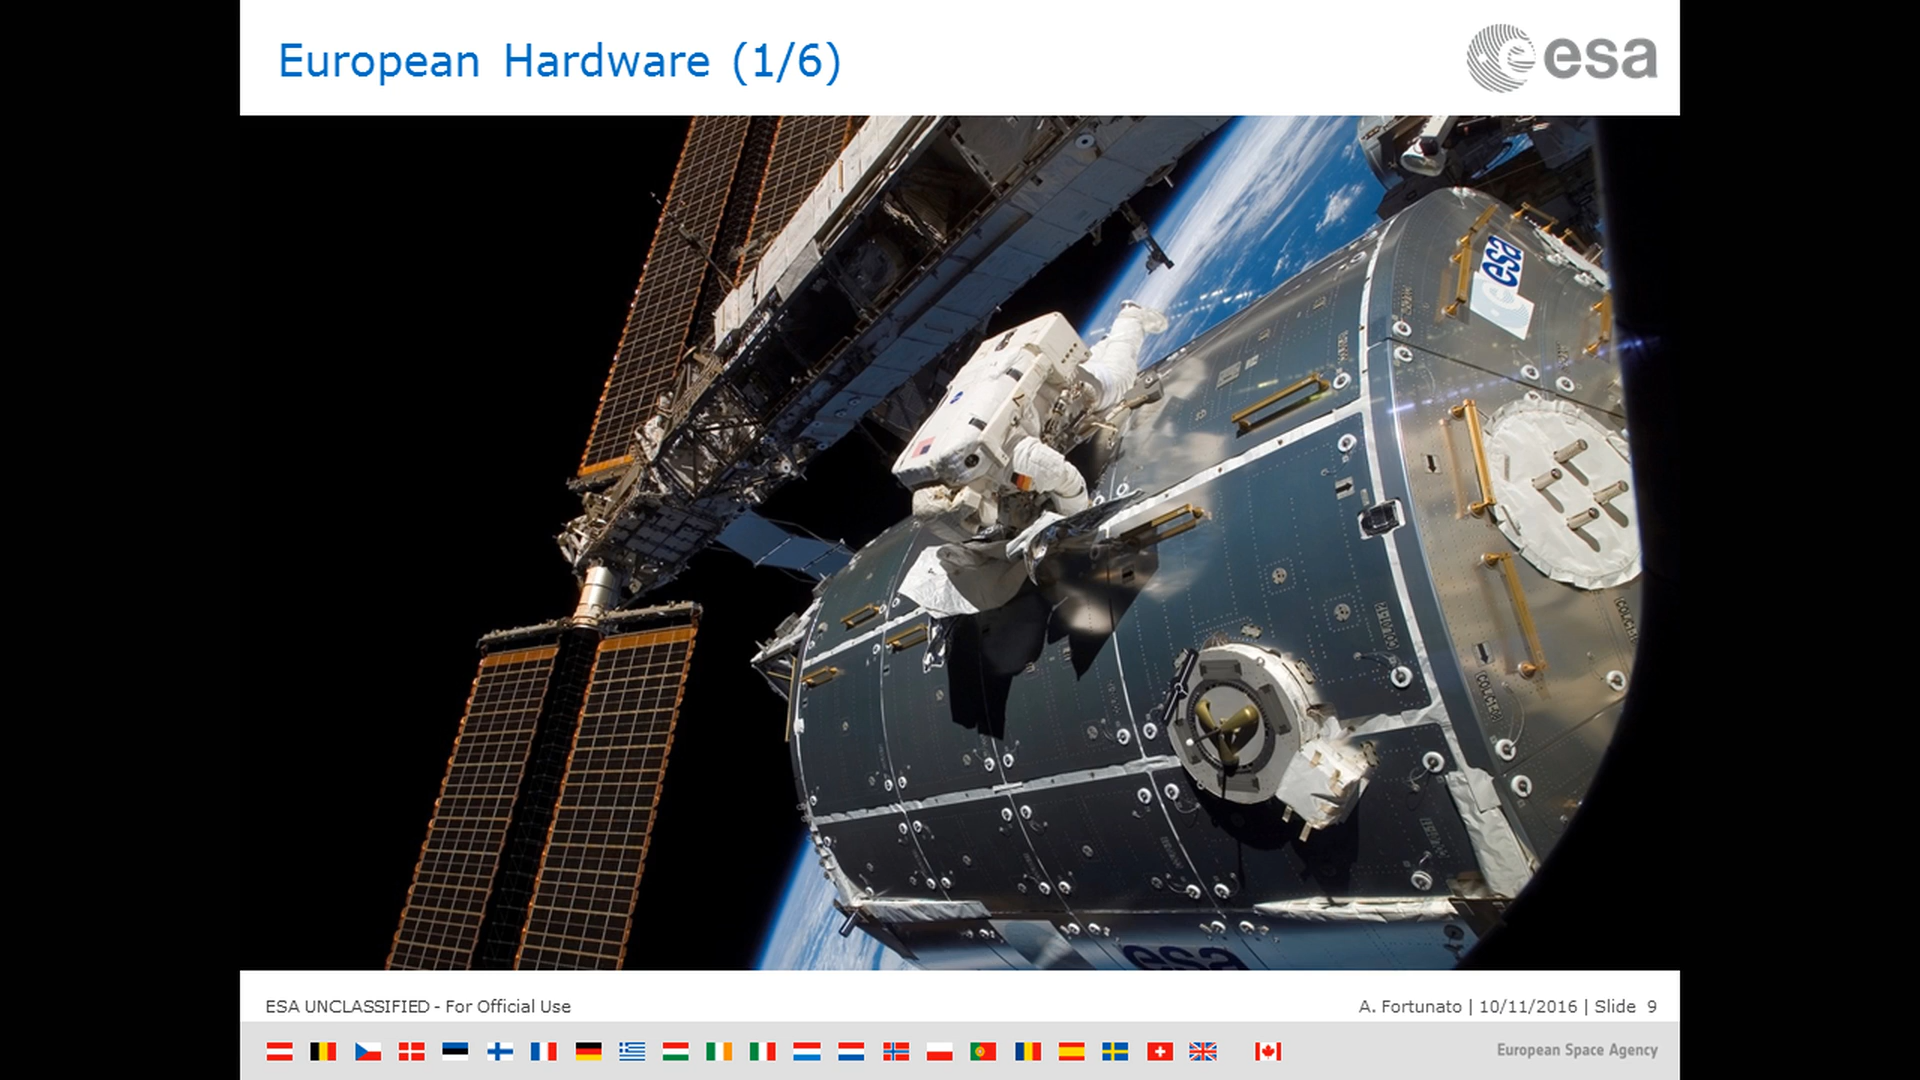 European Hardware (1/6)
esa
esa
COLIC1E50
esa
ESA UNCLASSIFIED - For Official Use
A. Fortunato | 10/11/2016 | Slide 9
European Space Agency